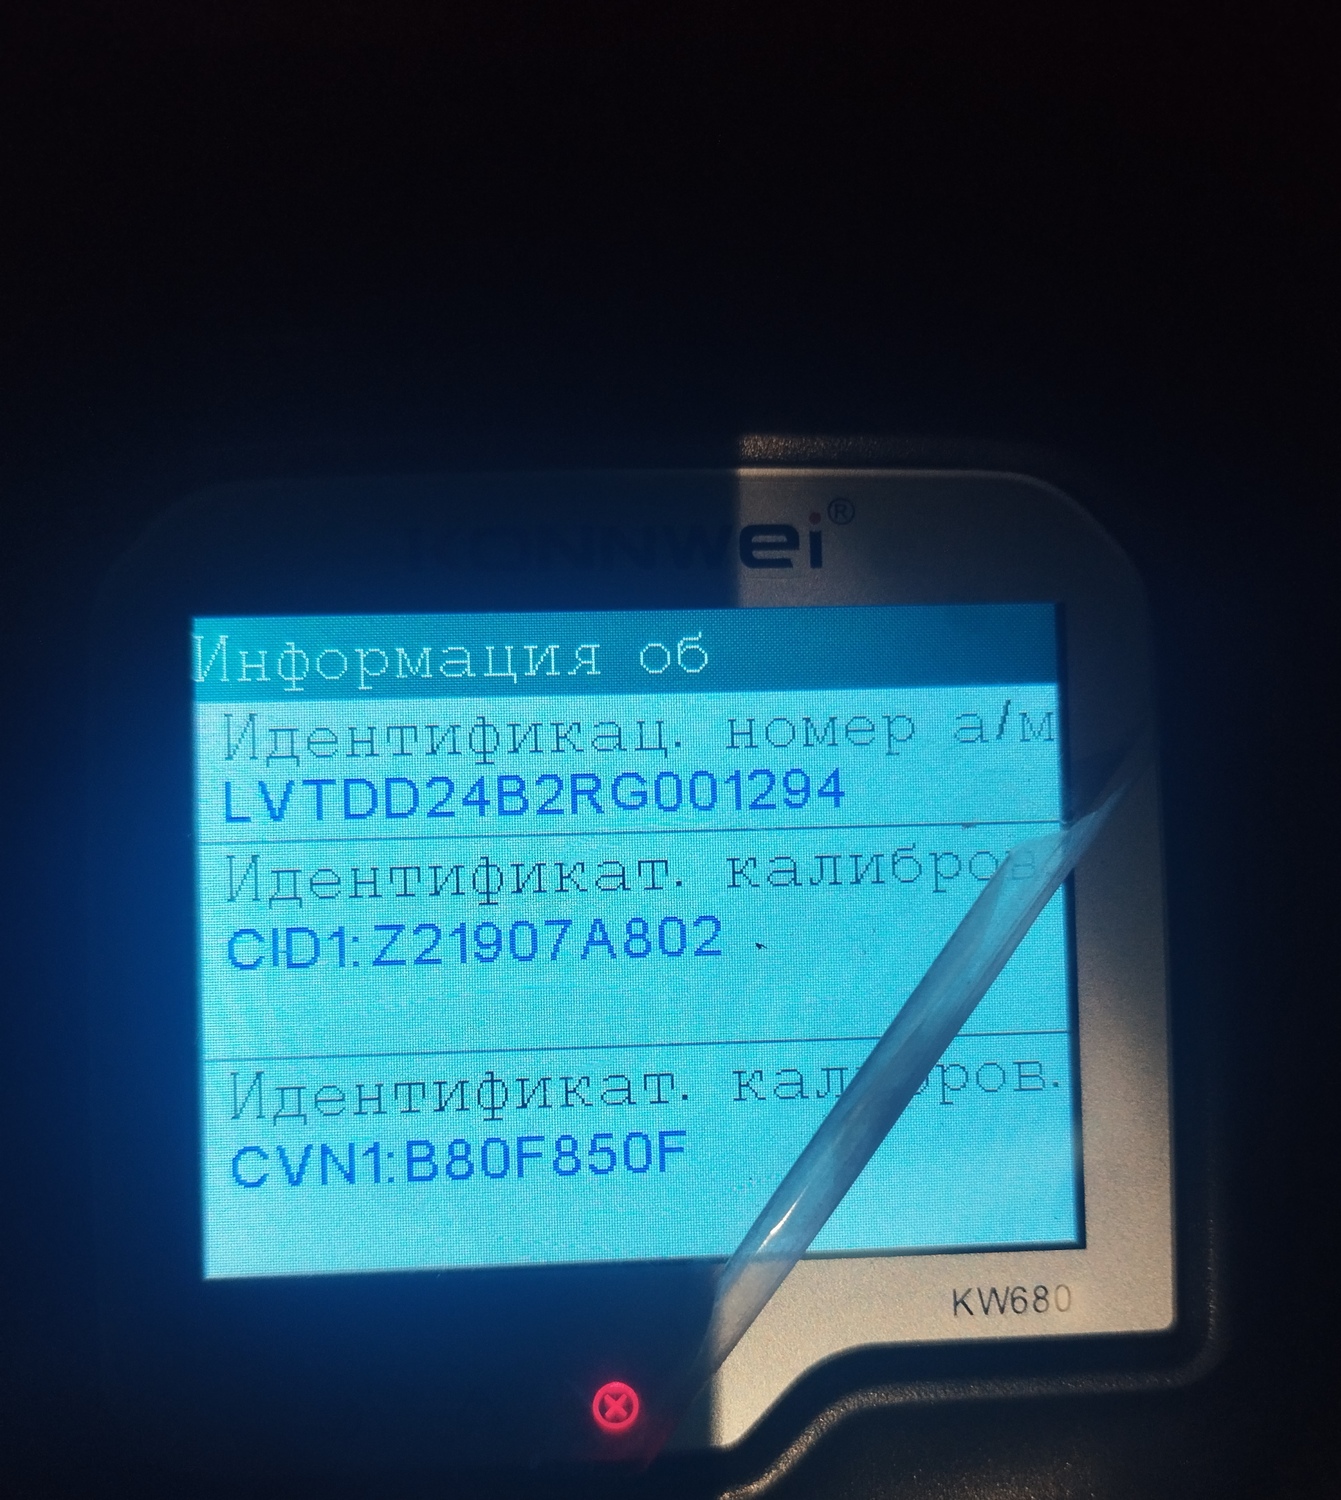 KONNWEI®
Информация об
Идентификац. номер а/м
LVTDD24B2RG001294
Идентификат. калибров.
CID1:Z21907A802
Идентификат. калибров.
CVN1:B80F850F
KW680